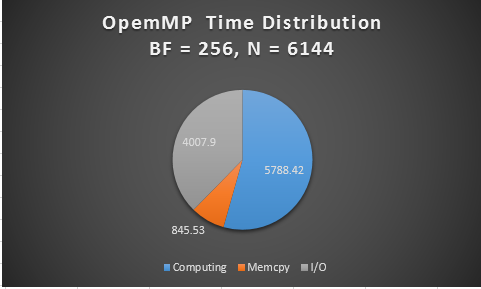 OpemMP Time Distribution
BF = 256, N = 6144
4007.9
5788.42
845.53
Computing Memcpy I/O